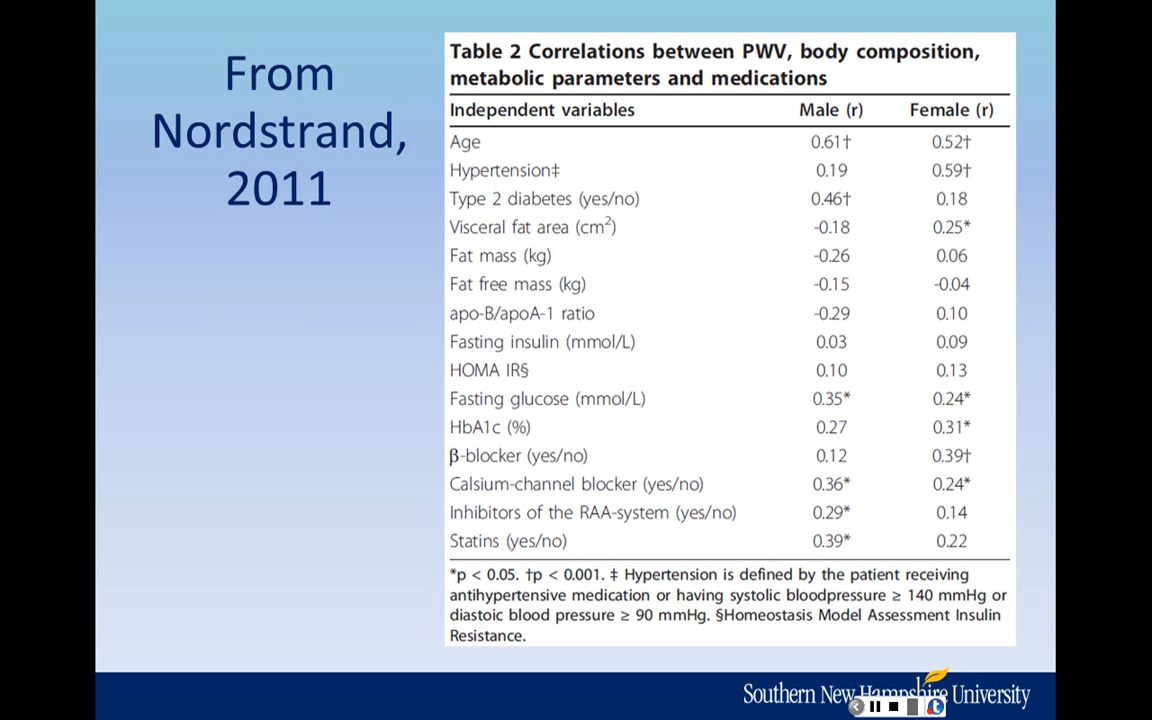 From
Nordstrand,
2011
Table 2 Correlations between PWV, body composition,
metabolic parameters and medications
Independent variables Male (r) Female (r)
Age 0.61† 0.52†
Hypertension‡ 0.19 0.59†
Type 2 diabetes (yes/no) 0.46† 0.18
Visceral fat area (cm²) -0.18 0.25*
Fat mass (kg) -0.26 0.06
Fat free mass (kg) -0.15 -0.04
apo-B/apoA-1 ratio -0.29 0.10
Fasting insulin (mmol/L) 0.03 0.09
HOMA IR§ 0.10 0.13
Fasting glucose (mmol/L) 0.35* 0.24*
HbA1c (%) 0.27 0.31*
β-blocker (yes/no) 0.12 0.39†
Calsium-channel blocker (yes/no) 0.36* 0.24*
Inhibitors of the RAA-system (yes/no) 0.29* 0.14
Statins (yes/no) 0.39* 0.22
*p < 0.05. †p < 0.001. ‡ Hypertension is defined by the patient receiving
antihypertensive medication or having systolic bloodpressure ≥ 140 mmHg or
diastoic blood pressure ≥ 90 mmHg. §Homeostasis Model Assessment Insulin
Resistance.
Southern New Hampshire University